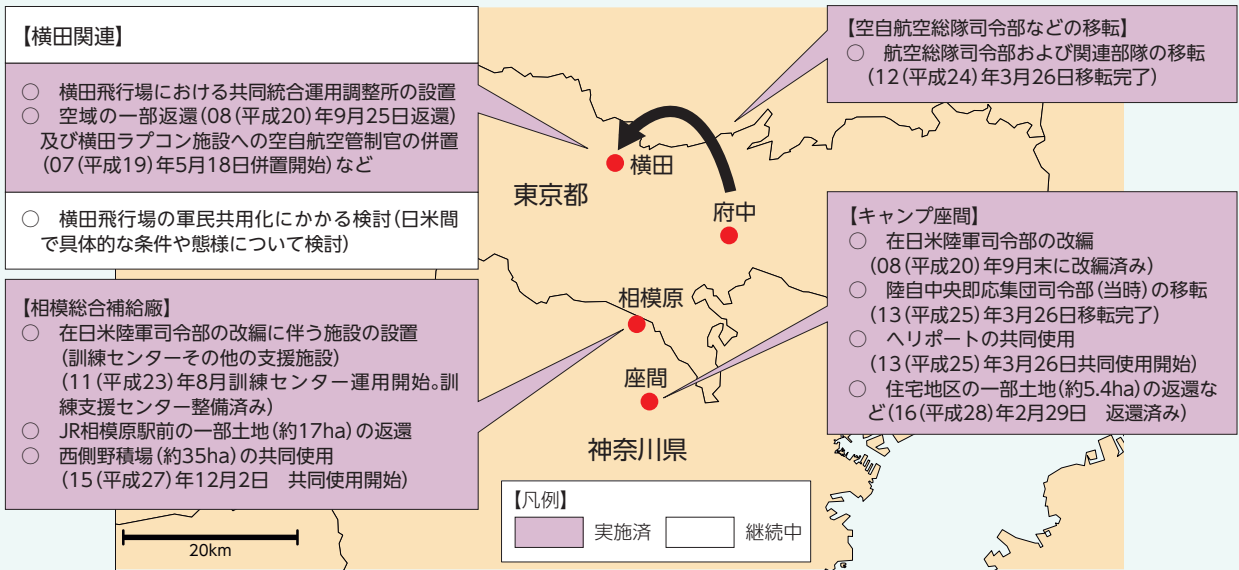 【横田関連】
○　横田飛行場における共同統合運用調整所の設置
○　空域の一部返還(08(平成20)年9月25日返還)
及び横田ラプコン施設への空自航空管制官の併置
(07(平成19)年5月18日併置開始)など
○　横田飛行場の軍民共用化にかかる検討(日米間
で具体的な条件や態様について検討)
【相模総合補給廠】
○　在日米陸軍司令部の改編に伴う施設の設置
(訓練センターその他の支援施設)
(11(平成23)年8月訓練センター運用開始。訓
練支援センター整備済み)
○　JR相模原駅前の一部土地(約17ha)の返還
○　西側野積場(約35ha)の共同使用
(15(平成27)年12月2日　共同使用開始)
20km
横田
東京都
府中
相模原
座間
神奈川県
【凡例】
実施済
継続中
【空自航空総隊司令部などの移転】
○　航空総隊司令部および関連部隊の移転
(12(平成24)年3月26日移転完了)
【キャンプ座間】
○　在日米陸軍司令部の改編
(08(平成20)年9月末に改編済み)
○　陸自中央即応集団司令部(当時)の移転
(13(平成25)年3月26日移転完了)
○　ヘリポートの共同使用
(13(平成25)年3月26日共同使用開始)
○　住宅地区の一部土地(約5.4ha)の返還な
ど(16(平成28)年2月29日　返還済み)